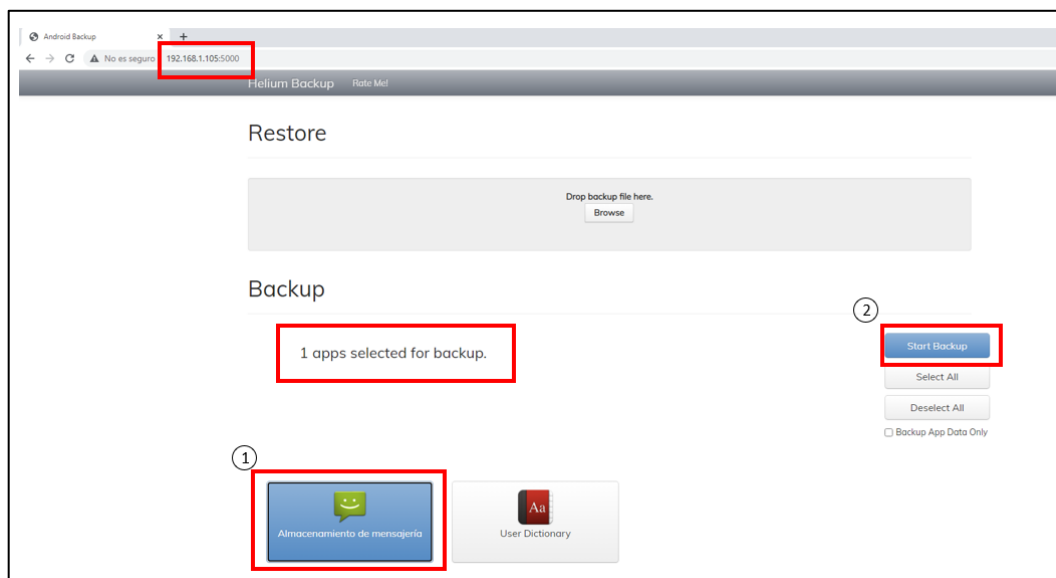 Android Backup
No es seguro 192.168.1.105:5000
Helium Backup Rate Me!
Restore
Drop backup file here.
Browse
Backup
2
1 apps selected for backup.
Start Backup
Select All
Deselect All
Backup App Data Only
1
Almacenamiento de mensajería
Aa
User Dictionary